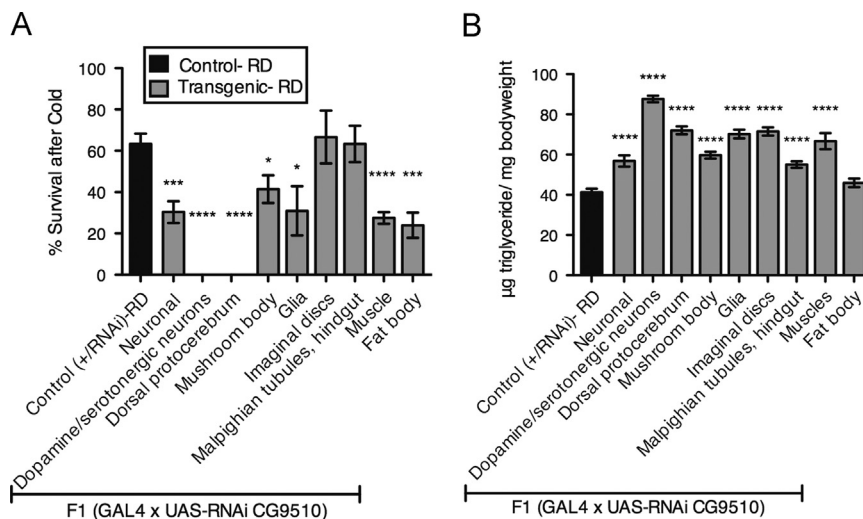 A
Control- RD
Transgenic- RD
% Survival after Cold
100
80
60
40
20
0
***
****
****
*
*
****
***
Control (+/RNAi)-RD
Neuronal
Dopamine/serotonergic neurons
Dorsal protocerebrum
Mushroom body
Glia
Imaginal discs
Malpighian tubules, hindgut
Muscle
Fat body
F1 (GAL4 x UAS-RNAi CG9510)
B
µg triglyceride/ mg bodyweight
100
80
60
40
20
0
****
****
****
****
****
****
****
****
Control (+/RNAi)- RD
Neuronal
Dopamine/serotonergic neurons
Dorsal protocerebrum
Mushroom body
Glia
Imaginal discs
Malpighian tubules, hindgut
Muscles
Fat body
F1 (GAL4 x UAS-RNAi CG9510)